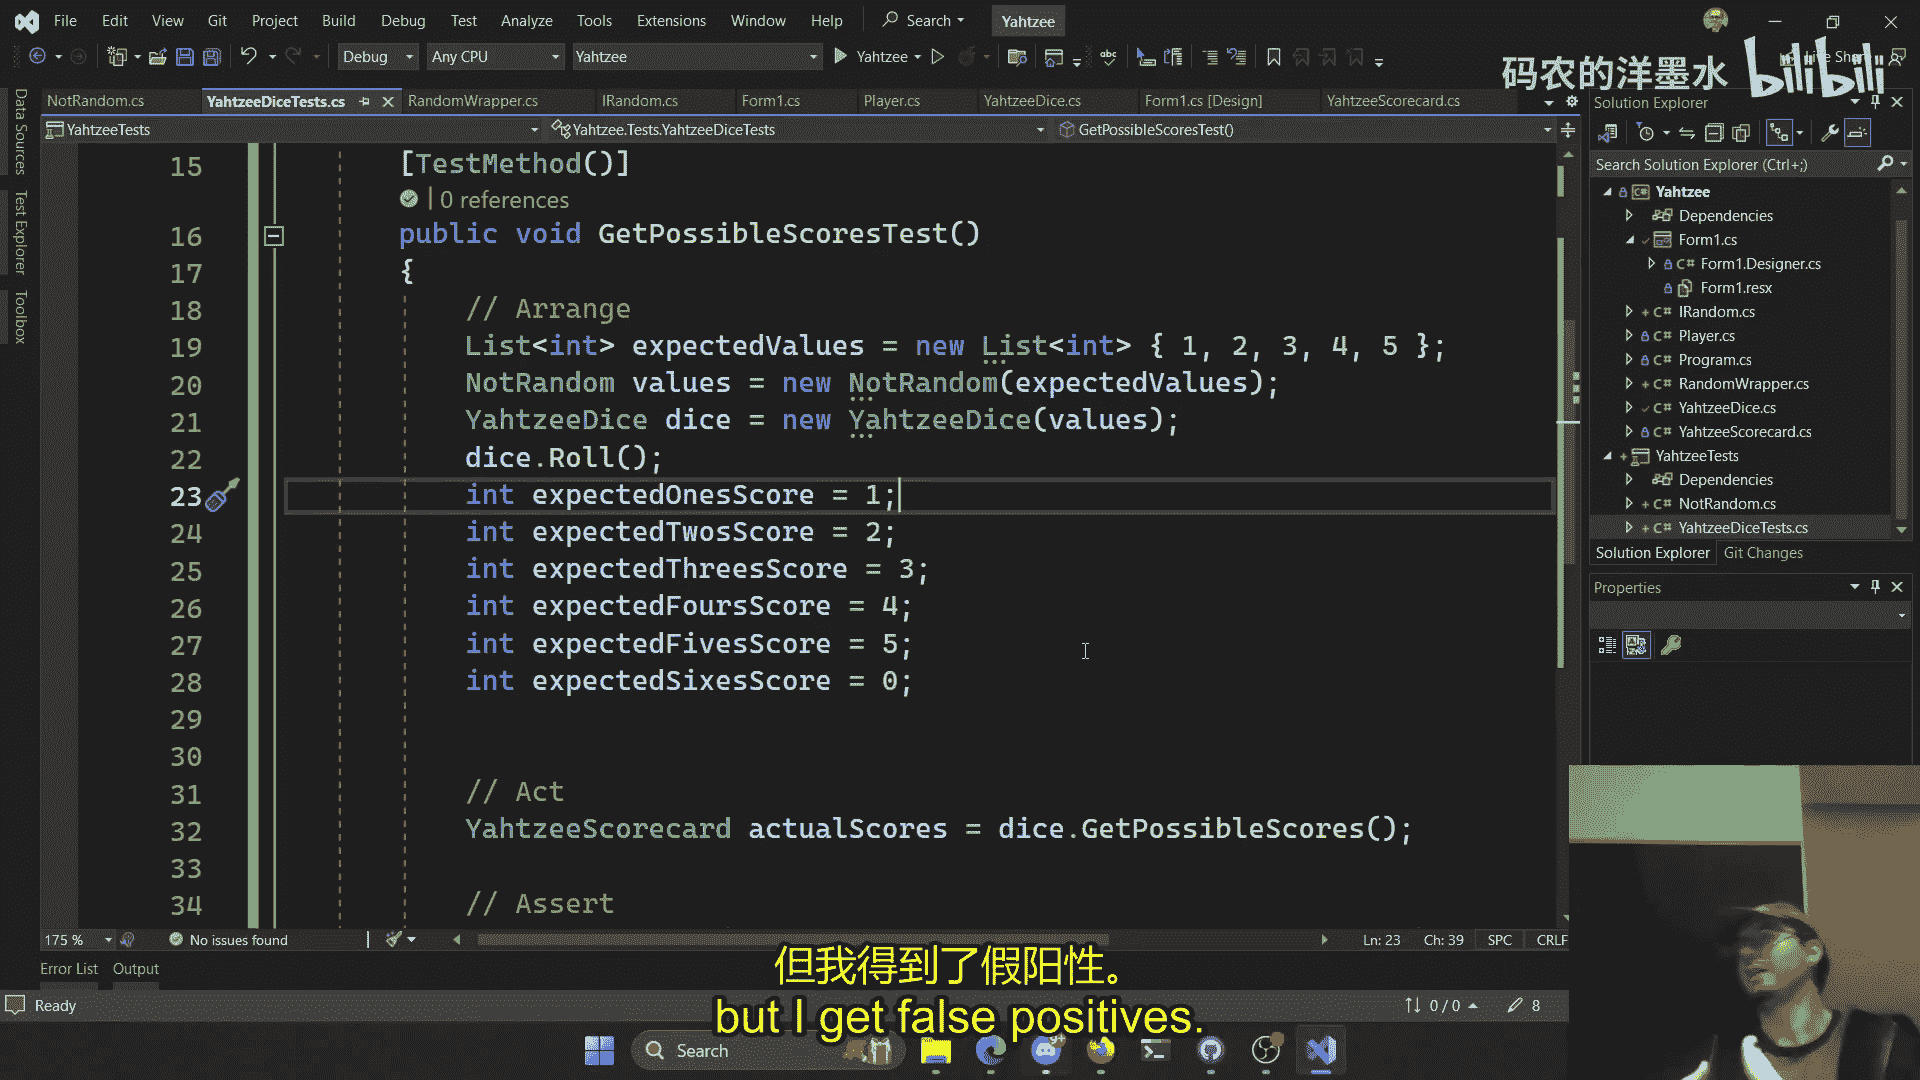 File Edit View Git Project Build Debug Test Analyze Tools Extensions Window Help Search Yahtzee
Debug Any CPU Yahtzee Yahtzee
码农的洋墨水 bilibili
NotRandom.cs YahtzeeDiceTests.cs RandomWrapper.cs IRandom.cs Form1.cs Player.cs YahtzeeDice.cs Form1.cs [Design] YahtzeeScorecard.cs
YahtzeeTests Yahtzee.Tests.YahtzeeDiceTests GetPossibleScoresTest()
Data Sources
Test Explorer
Toolbox
15 [TestMethod()]
| 0 references
16 public void GetPossibleScoresTest()
17 {
18 // Arrange
19 List<int> expectedValues = new List<int> { 1, 2, 3, 4, 5 };
20 NotRandom values = new NotRandom(expectedValues);
21 YahtzeeDice dice = new YahtzeeDice(values);
22 dice.Roll();
23 int expectedOnesScore = 1;
24 int expectedTwosScore = 2;
25 int expectedThreesScore = 3;
26 int expectedFoursScore = 4;
27 int expectedFivesScore = 5;
28 int expectedSixesScore = 0;
29
30
31 // Act
32 YahtzeeScorecard actualScores = dice.GetPossibleScores();
33
34 // Assert
175 % No issues found Ln: 23 Ch: 39 SPC CRLF
Error List Output
Ready 0 / 0 8
Solution Explorer
Search Solution Explorer (Ctrl+;)
Yahtzee
Dependencies
Form1.cs
C# Form1.Designer.cs
Form1.resx
C# IRandom.cs
C# Player.cs
C# Program.cs
C# RandomWrapper.cs
C# YahtzeeDice.cs
C# YahtzeeScorecard.cs
YahtzeeTests
Dependencies
C# NotRandom.cs
C# YahtzeeDiceTests.cs
Solution Explorer Git Changes
Properties
但我得到了假阳性。
but I get false positives.
Search